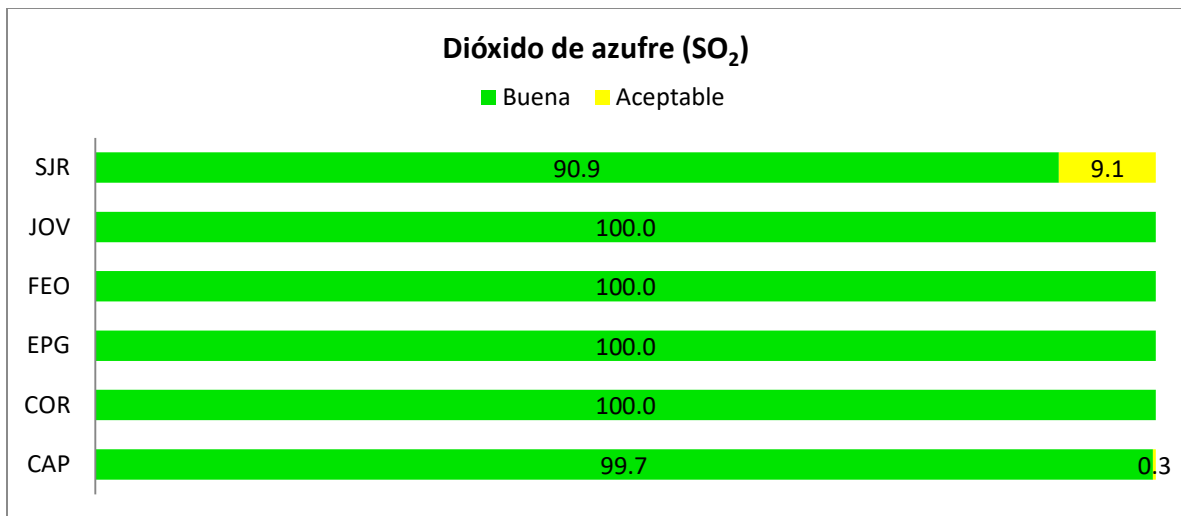 Dióxido de azufre (SO₂)
Buena Aceptable
SJR 90.9 9.1
JOV 100.0
FEO 100.0
EPG 100.0
COR 100.0
CAP 99.7 0.3